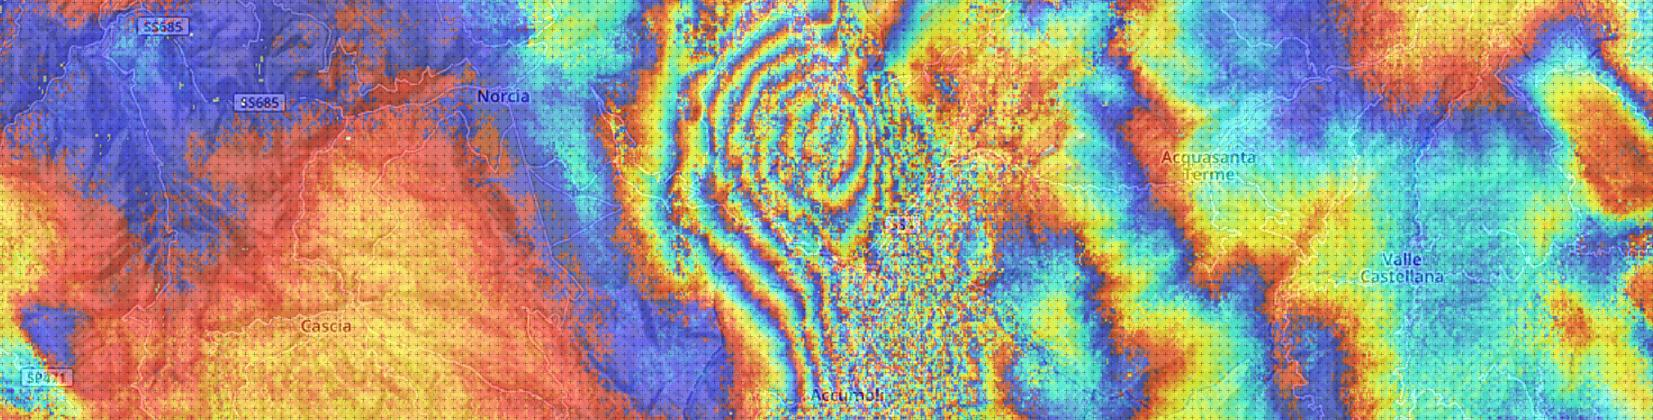 SS685
SS685
Norcia
Acquasanta
Terme
Valle
Castellana
Cascia
SP471
Accumoli